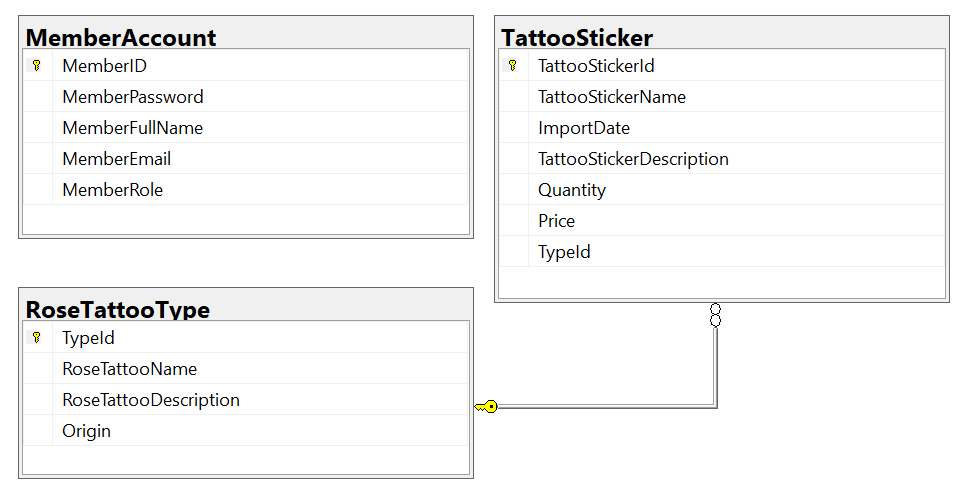 MemberAccount
MemberID
MemberPassword
MemberFullName
MemberEmail
MemberRole
TattooSticker
TattooStickerId
TattooStickerName
ImportDate
TattooStickerDescription
Quantity
Price
TypeId
RoseTattooType
TypeId
RoseTattooName
RoseTattooDescription
Origin